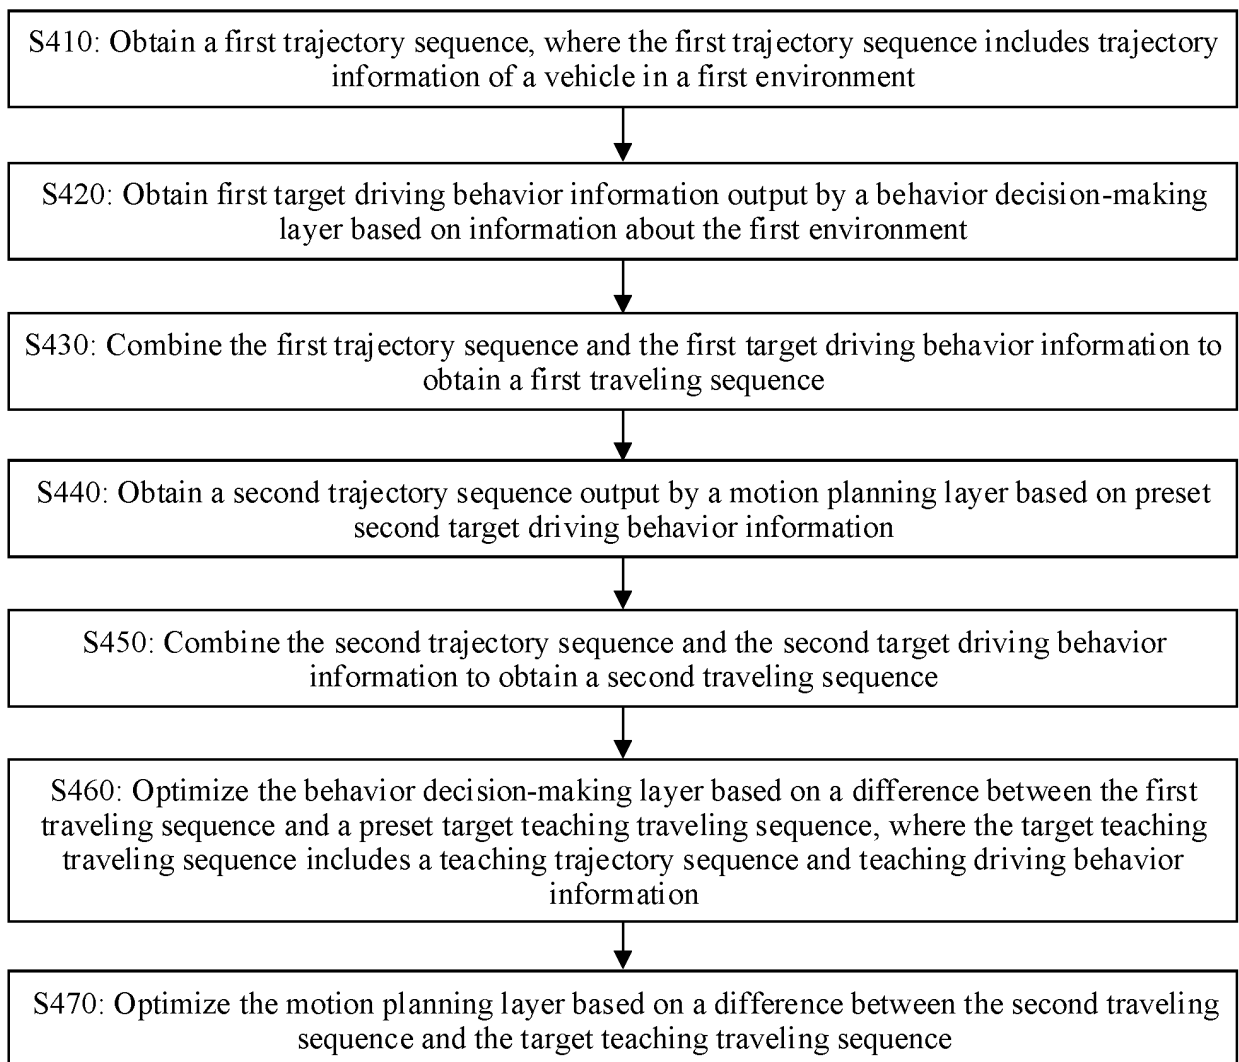 S410: Obtain a first trajectory sequence, where the first trajectory sequence includes trajectory
information of a vehicle in a first environment
S420: Obtain first target driving behavior information output by a behavior decision-making
layer based on information about the first environment
S430: Combine the first trajectory sequence and the first target driving behavior information to
obtain a first traveling sequence
S440: Obtain a second trajectory sequence output by a motion planning layer based on preset
second target driving behavior information
S450: Combine the second trajectory sequence and the second target driving behavior
information to obtain a second traveling sequence
S460: Optimize the behavior decision-making layer based on a difference between the first
traveling sequence and a preset target teaching traveling sequence, where the target teaching
traveling sequence includes a teaching trajectory sequence and teaching driving behavior
information
S470: Optimize the motion planning layer based on a difference between the second traveling
sequence and the target teaching traveling sequence